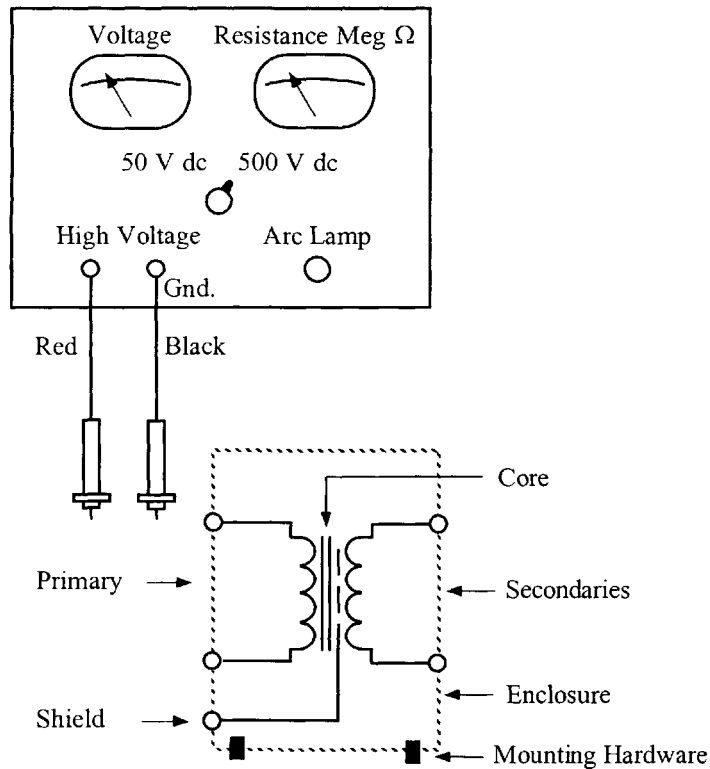 Voltage Resistance Meg Ω
50 V dc 500 V dc
High Voltage Arc Lamp
Gnd.
Red Black
Core
Primary Secondaries
Enclosure
Shield
Mounting Hardware